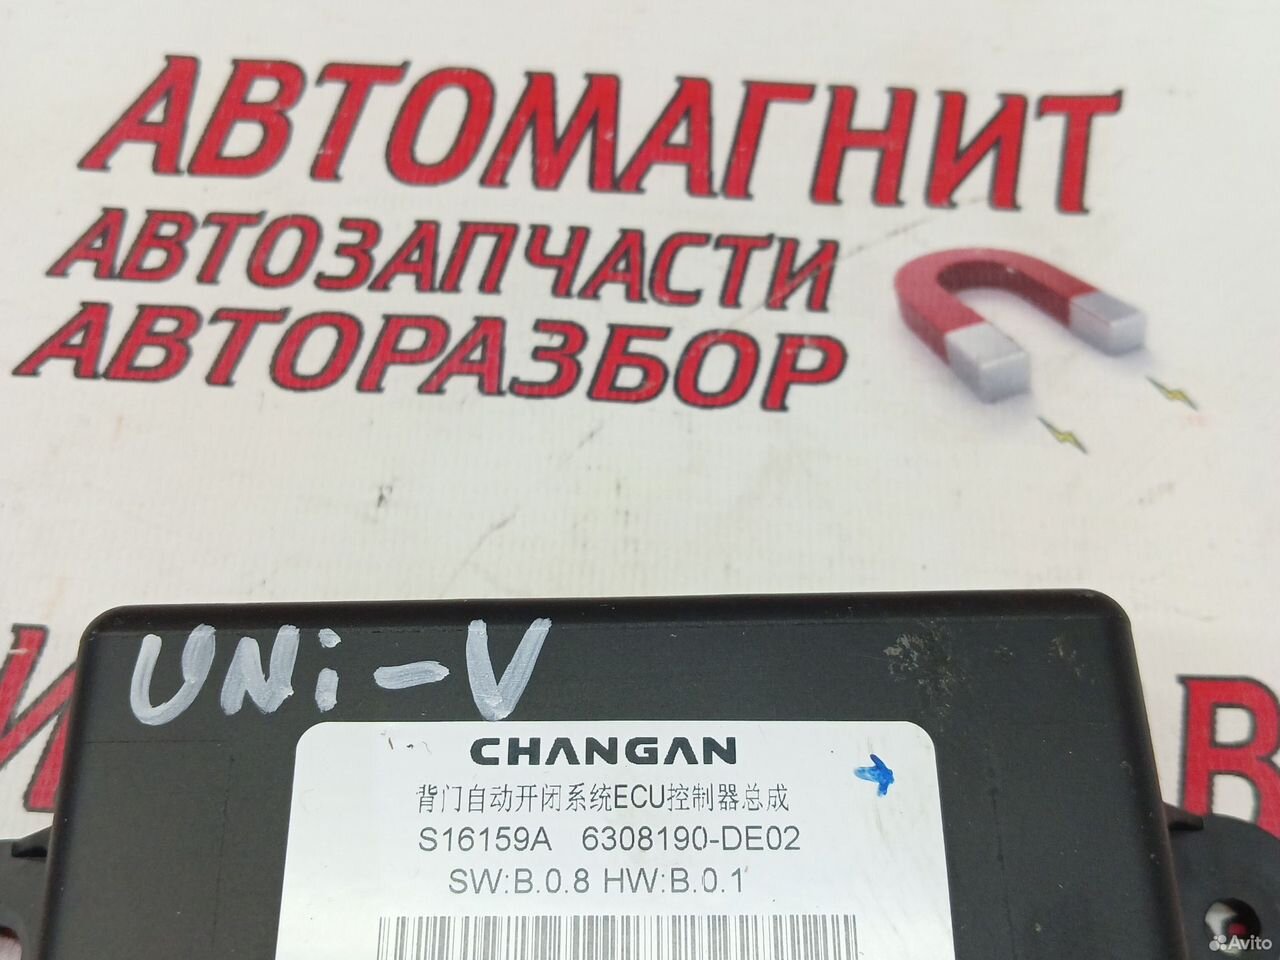 АВТОМАГНИТ
АВТОЗАПЧАСТИ
АВТОРАЗБОР
UNi-V
CHANGAN
背门自动开闭系统ECU控制器总成
S16159A 6308190-DE02
SW:B.0.8 HW:B.0.1
Avito